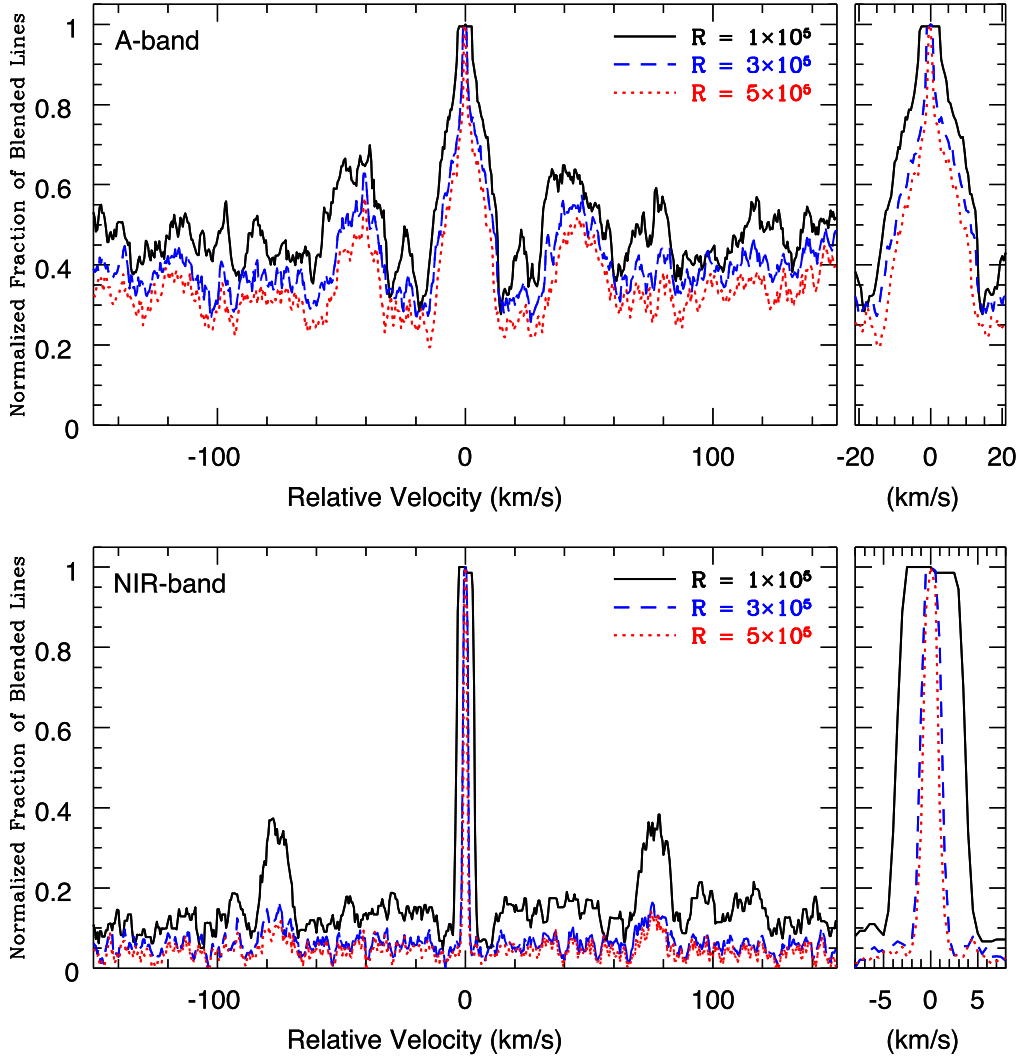 A-band
R = 1×10⁵
R = 3×10⁵
R = 5×10⁵
Normalized Fraction of Blended Lines
1
0.8
0.6
0.4
0.2
0
-100 0 100
Relative Velocity (km/s)
-20 0 20
(km/s)
NIR-band
R = 1×10⁵
R = 3×10⁵
R = 5×10⁵
Normalized Fraction of Blended Lines
1
0.8
0.6
0.4
0.2
0
-100 0 100
Relative Velocity (km/s)
-5 0 5
(km/s)